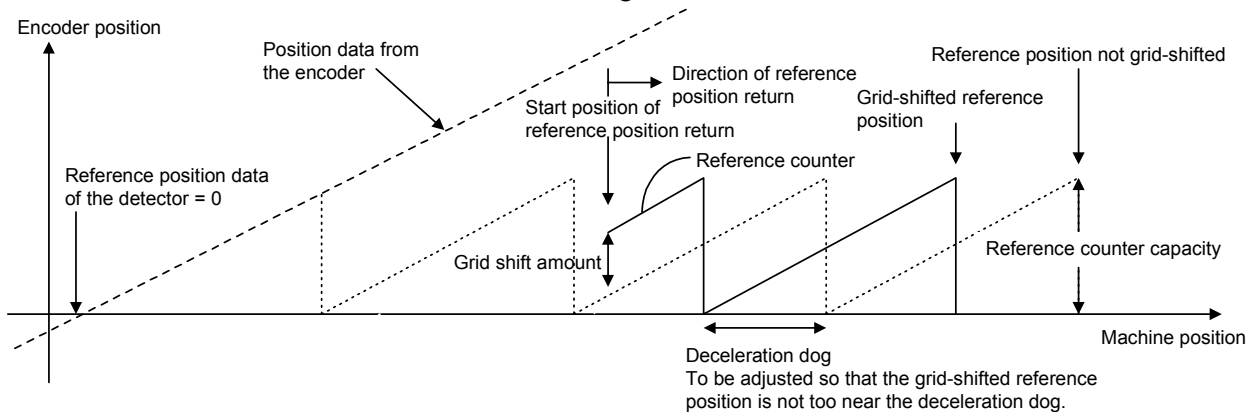 Encoder position
Position data from
the encoder
Reference position not grid-shifted
Direction of reference
position return
Grid-shifted reference
position
Start position of
reference position return
Reference counter
Reference position data
of the detector = 0
Grid shift amount
Reference counter capacity
Machine position
Deceleration dog
To be adjusted so that the grid-shifted reference
position is not too near the deceleration dog.